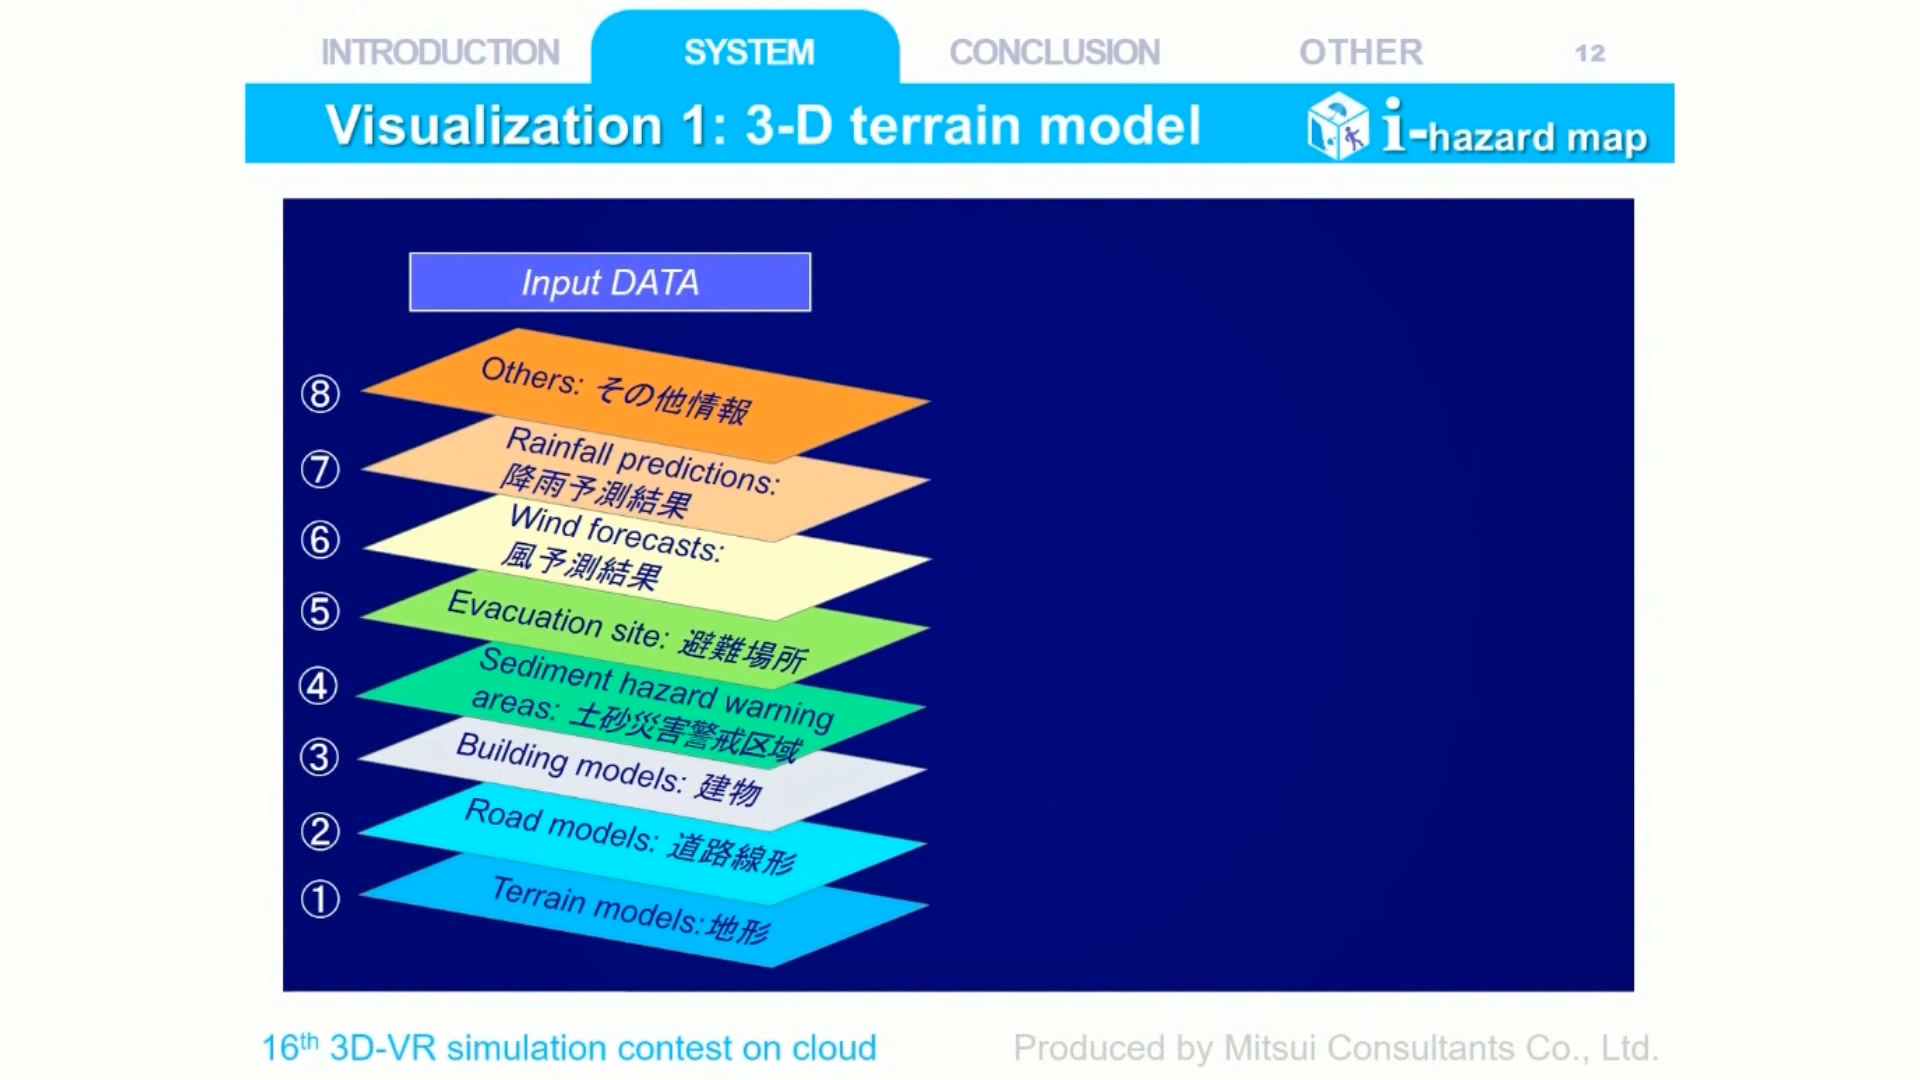 INTRODUCTION SYSTEM CONCLUSION OTHER 12
Visualization 1: 3-D terrain model
i-hazard map
Input DATA
⑧ Others: その他情報
⑦ Rainfall predictions:
降雨予測結果
⑥ Wind forecasts:
風予測結果
⑤ Evacuation site: 避難場所
④ Sediment hazard warning
areas: 土砂災害警戒区域
③ Building models: 建物
② Road models: 道路線形
① Terrain models:地形
16th 3D-VR simulation contest on cloud
Produced by Mitsui Consultants Co., Ltd.